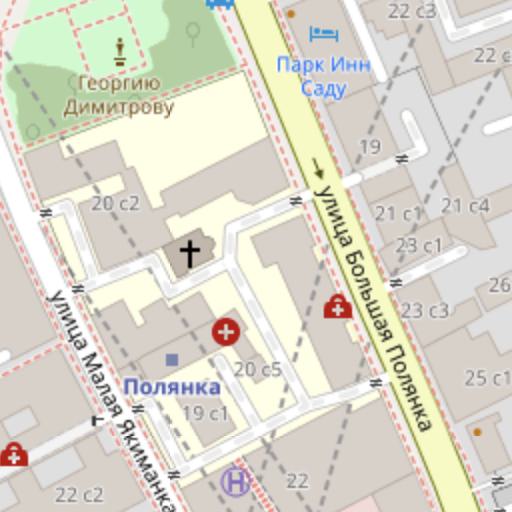 22 с3
22 с
Парк Инн
Саду
Георгию
Димитрову
19
20 с2
21 с1
21 с4
23 с1
улица Большая Полянка
26
23 с3
улица Малая Якиманка
20 с5
Полянка
25 с1
19 с1
H
22
22 с2